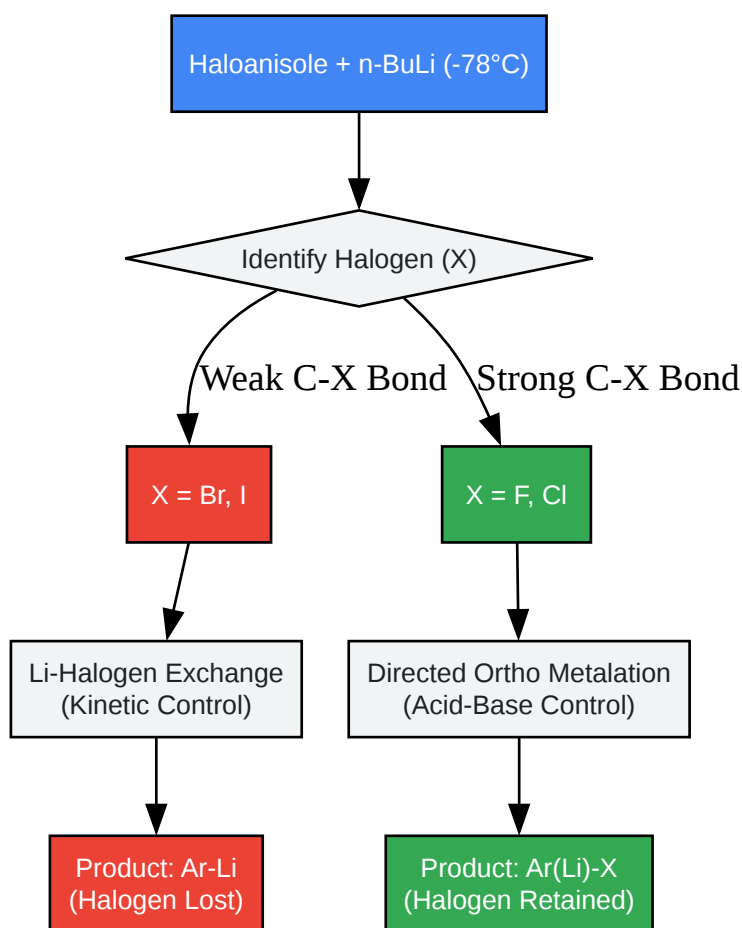 Haloanisole + n-BuLi (-78°C)
Identify Halogen (X)
Weak C-X Bond
Strong C-X Bond
X = Br, I
X = F, Cl
Li-Halogen Exchange
(Kinetic Control)
Directed Ortho Metalation
(Acid-Base Control)
Product: Ar-Li
(Halogen Lost)
Product: Ar(Li)-X
(Halogen Retained)